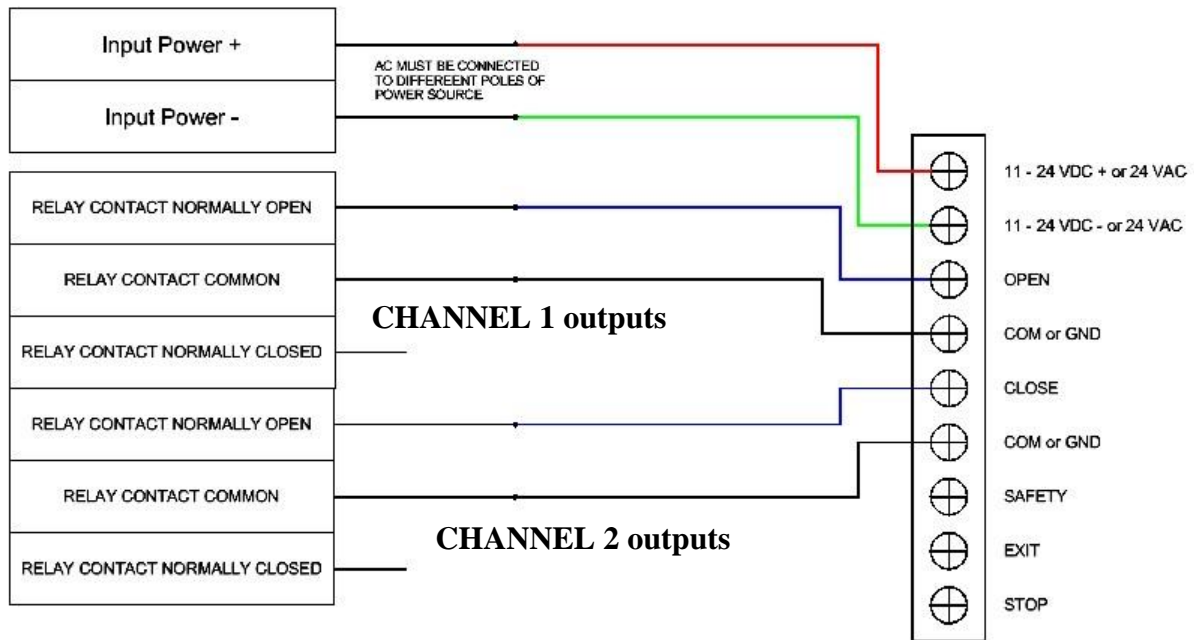 Input Power +
AC MUST BE CONNECTED
TO DIFFEREENT POLES OF
POWER SOURCE
Input Power -
11 - 24 VDC + or 24 VAC
RELAY CONTACT NORMALLY OPEN
11 - 24 VDC - or 24 VAC
RELAY CONTACT COMMON
OPEN
CHANNEL 1 outputs
COM or GND
RELAY CONTACT NORMALLY CLOSED
CLOSE
RELAY CONTACT NORMALLY OPEN
COM or GND
RELAY CONTACT COMMON
SAFETY
CHANNEL 2 outputs
EXIT
RELAY CONTACT NORMALLY CLOSED
STOP